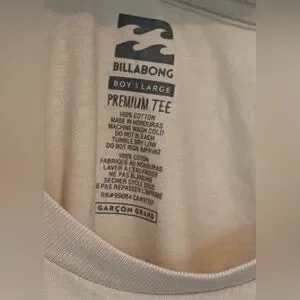 BILLABONG
BOY'S LARGE
PREMIUM TEE
100% COTTON
MADE IN HONDURAS
MACHINE WASH COLD
DO NOT BLEACH
TUMBLE DRY LOW
DO NOT IRON IMPRINT
100% COTON
FABRIQUE AU HONDURAS
LAVER A L'EAU FROIDE
NE PAS BLANCHIR
SECHER CYCLE DOUX
NE PAS REPASSER L'IMPRIME
RN#99054
GARÇON GRAND